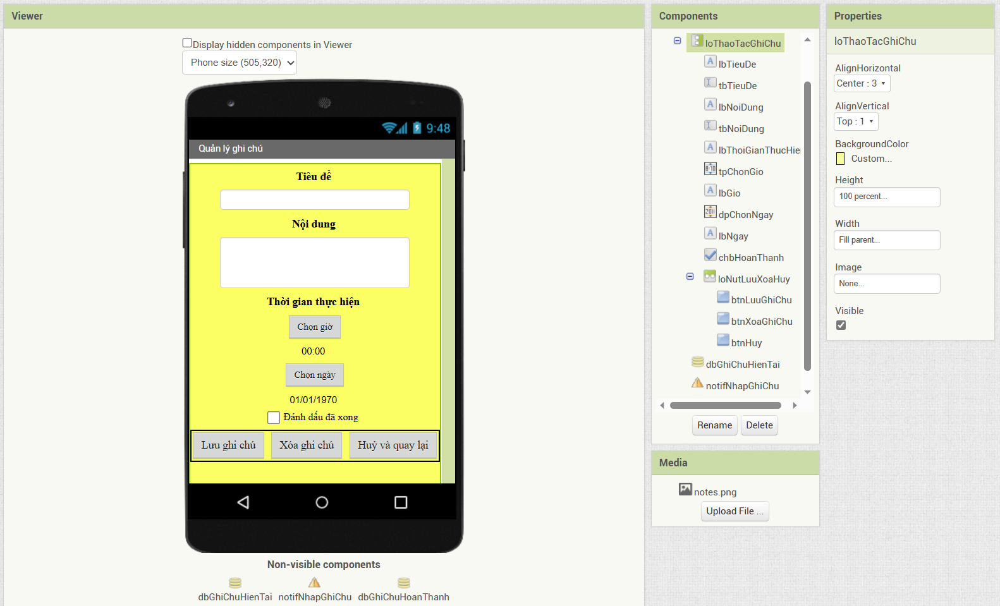 Viewer
Display hidden components in Viewer
Phone size (505,320)
9:48
Quản lý ghi chú
Tiêu đề
Nội dung
Thời gian thực hiện
Chọn giờ
00:00
Chọn ngày
01/01/1970
Đánh dấu đã xong
Lưu ghi chú
Xóa ghi chú
Huỷ và quay lại
Non-visible components
dbGhiChuHienTai
notifNhapGhiChu
dbGhiChuHoanThanh
Components
loThaoTacGhiChu
lbTieuDe
tbTieuDe
lbNoiDung
tbNoiDung
lbThoiGianThucHie
tpChonGio
lbGio
dpChonNgay
lbNgay
chbHoanThanh
loNutLuuXoaHuy
btnLuuGhiChu
btnXoaGhiChu
btnHuy
dbGhiChuHienTai
notifNhapGhiChu
Rename
Delete
Media
notes.png
Upload File ...
Properties
loThaoTacGhiChu
AlignHorizontal
Center : 3
AlignVertical
Top : 1
BackgroundColor
Custom...
Height
100 percent...
Width
Fill parent...
Image
None...
Visible